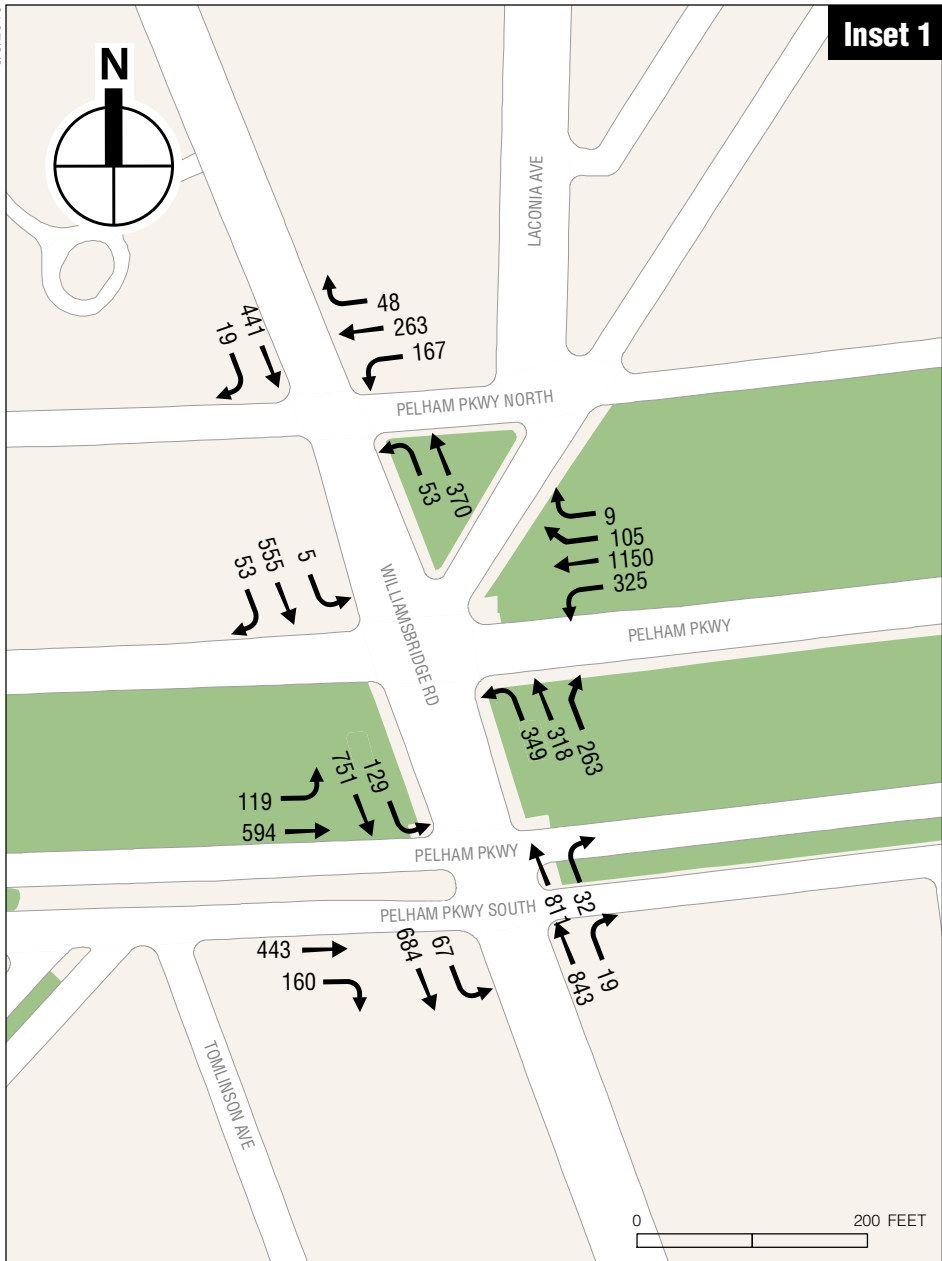 Inset 1
N
LACONIA AVE
441
19
48
263
167
PELHAM PKWY NORTH
53
370
9
105
1150
325
5
555
53
WILLIAMSBRIDGE RD
PELHAM PKWY
349
318
263
751
129
119
594
PELHAM PKWY
811
32
PELHAM PKWY SOUTH
443
160
684
67
843
19
TOMLINSON AVE
0 200 FEET